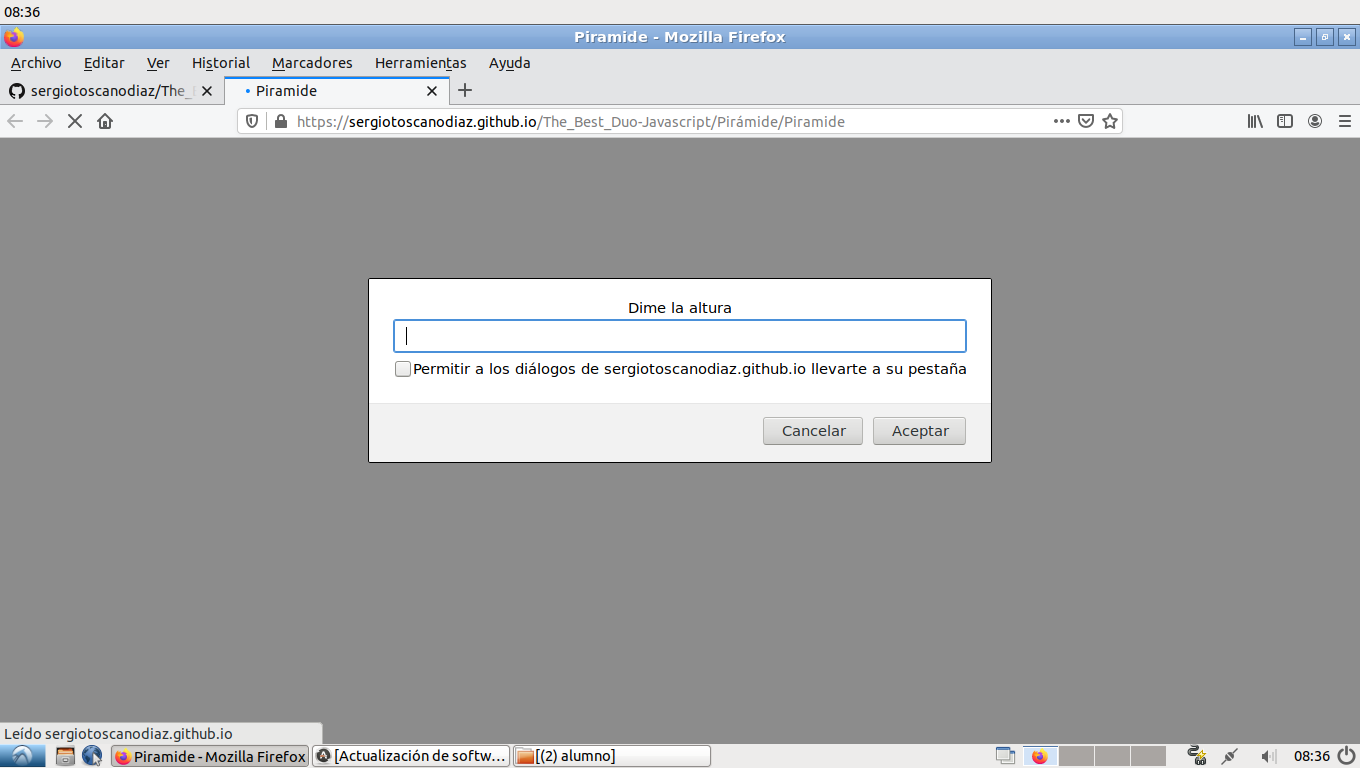 08:36
Piramide - Mozilla Firefox
Archivo Editar Ver Historial Marcadores Herramientas Ayuda
sergiotoscanodiaz/The_ Piramide
https://sergiotoscanodiaz.github.io/The_Best_Duo-Javascript/Pirámide/Piramide
Dime la altura
Permitir a los diálogos de sergiotoscanodiaz.github.io llevarte a su pestaña
Cancelar Aceptar
Leído sergiotoscanodiaz.github.io
Piramide - Mozilla Firefox [Actualización de softw... [(2) alumno] 08:36